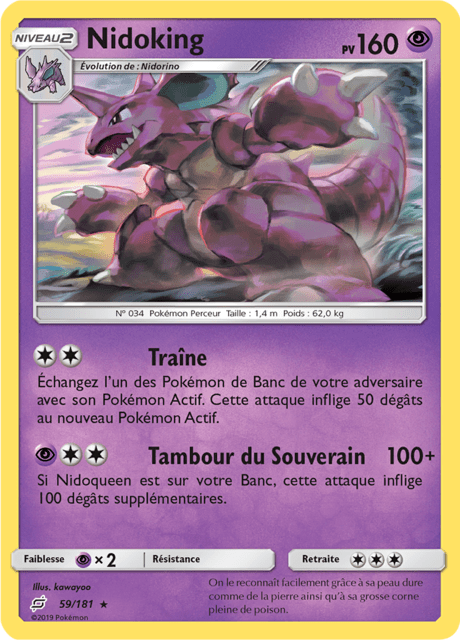 NIVEAU2
Nidoking
PV160
Évolution de : Nidorino
N° 034 Pokémon Perceur Taille : 1,4 m Poids : 62,0 kg
Traîne
Échangez l'un des Pokémon de Banc de votre adversaire
avec son Pokémon Actif. Cette attaque inflige 50 dégâts
au nouveau Pokémon Actif.
Tambour du Souverain 100+
Si Nidoqueen est sur votre Banc, cette attaque inflige
100 dégâts supplémentaires.
Faiblesse ×2 Résistance Retraite
Illus. kawayoo
59/181 ★
©2019 Pokémon
On le reconnaît facilement grâce à sa peau dure
comme de la pierre ainsi qu'à sa grosse corne
pleine de poison.